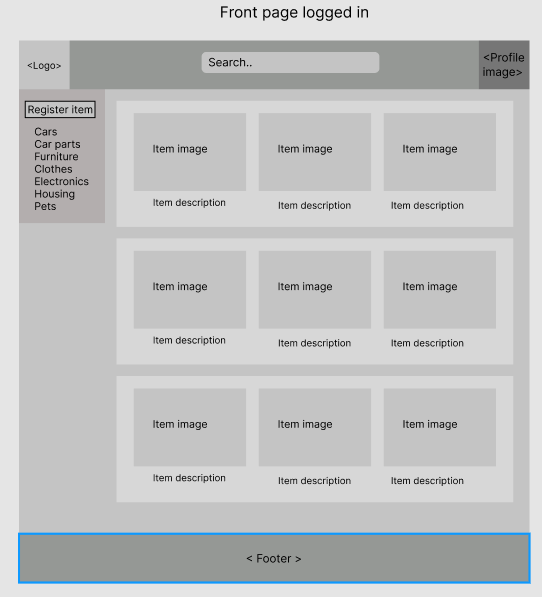 Front page logged in
<Logo>
Search..
<Profile
image>
Register item
Cars
Car parts
Furniture
Clothes
Electronics
Housing
Pets
Item image
Item image
Item image
Item description
Item description
Item description
Item image
Item image
Item image
Item description
Item description
Item description
Item image
Item image
Item image
Item description
Item description
Item description
< Footer >